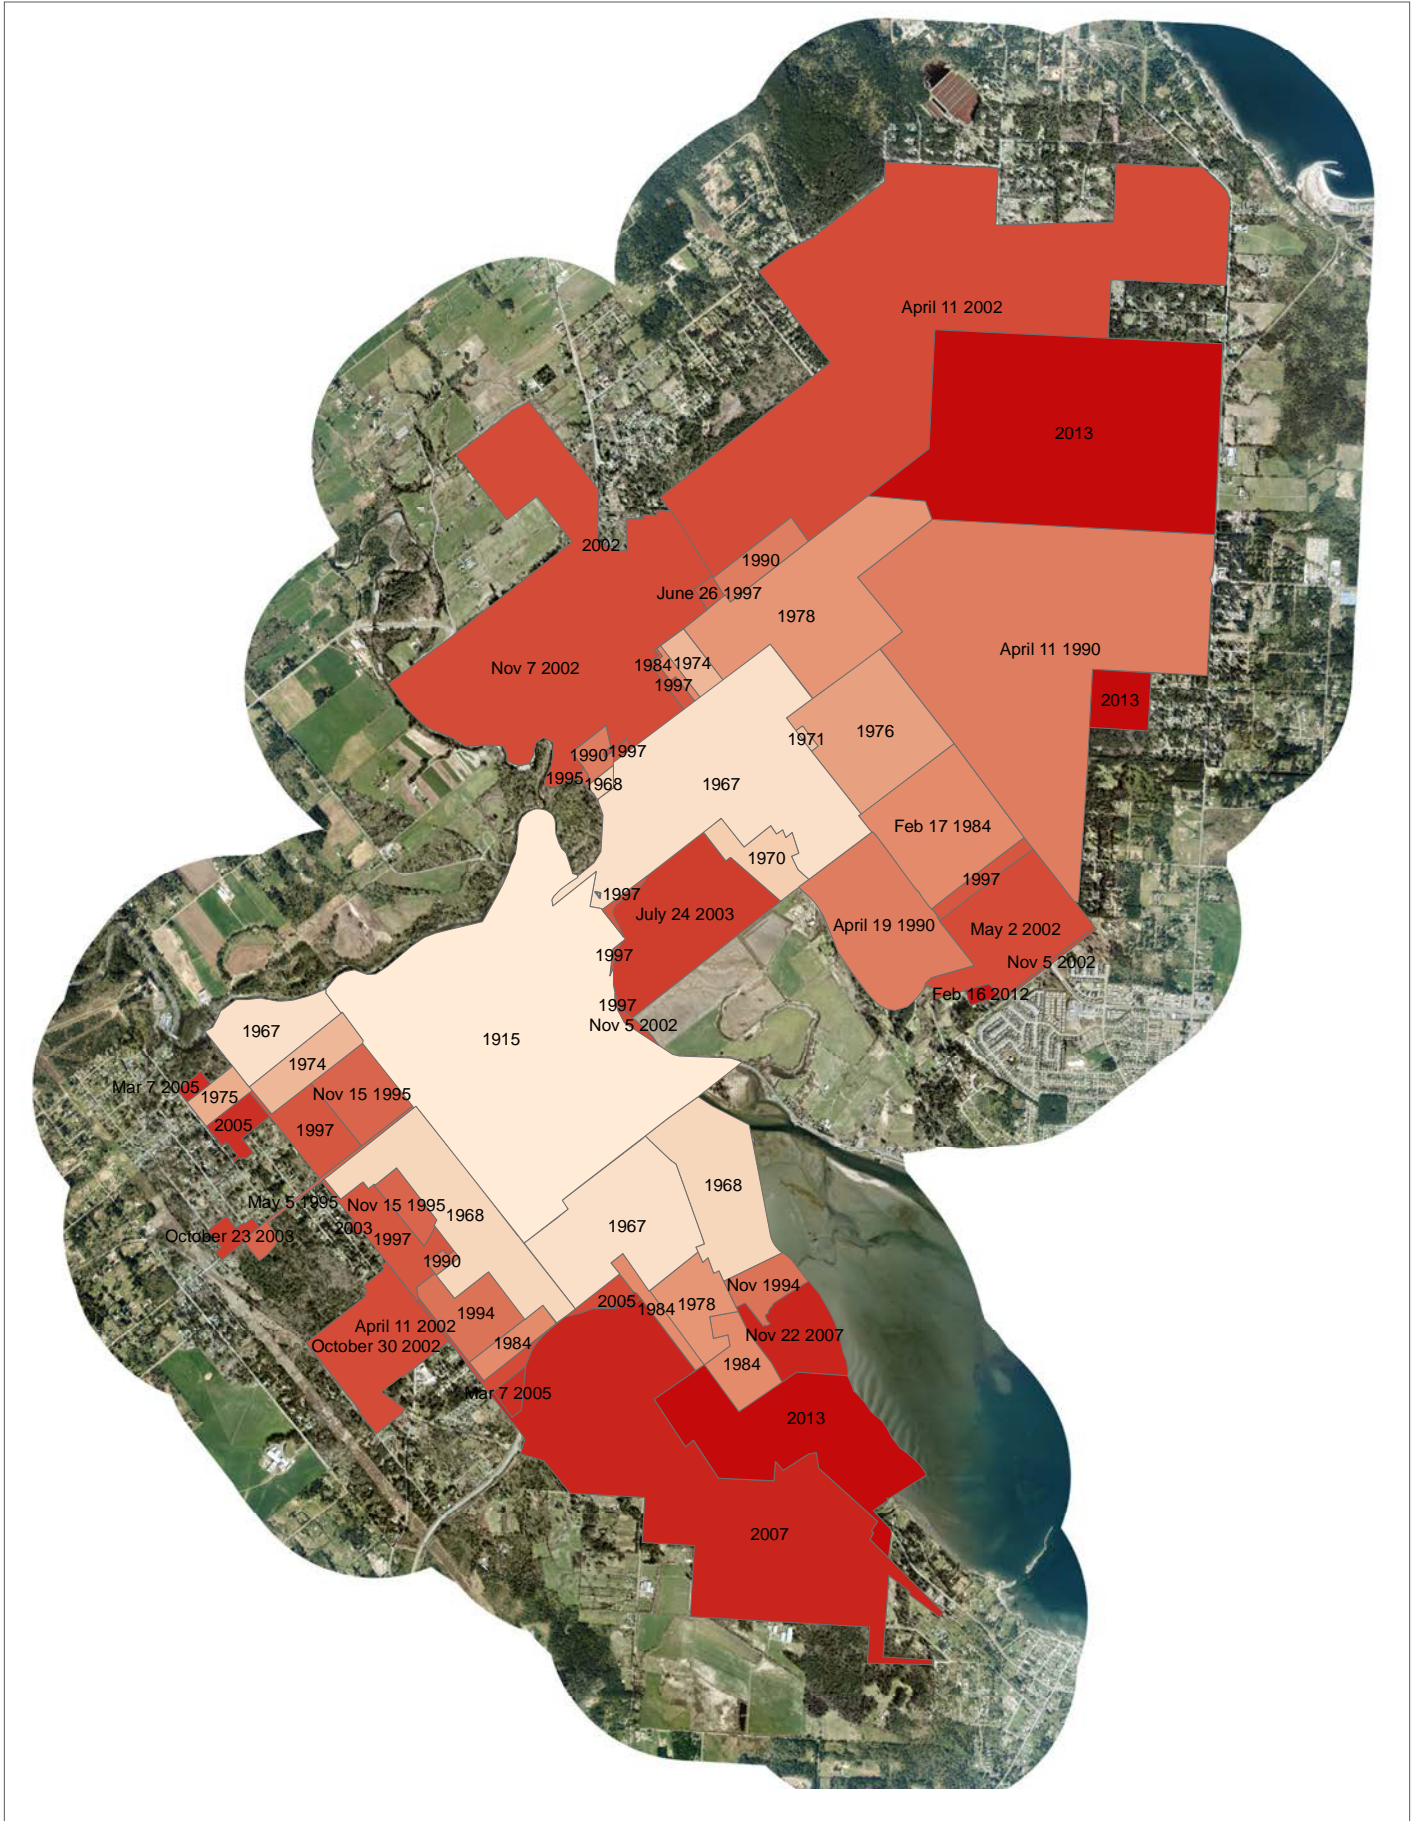 April 11 2002
2013
2002
1990
June 26 1997
1978
April 11 1990
Nov 7 2002
1984
1974
1997
2013
1971
1976
1990
1997
1995
1968
1967
Feb 17 1984
1970
1997
1997
July 24 2003
April 19 1990
May 2 2002
1997
Nov 5 2002
Feb 16 2012
1997
Nov 5 2002
1967
1915
1974
Mar 7 2005
1975
Nov 15 1995
2005
1997
1968
May 5 1995
Nov 15 1995
1968
2003
1967
October 23 2003
1997
1990
Nov 1994
2005
1984
1978
1994
April 11 2002
Nov 22 2007
October 30 2002
1984
1984
Mar 7 2005
2013
2007